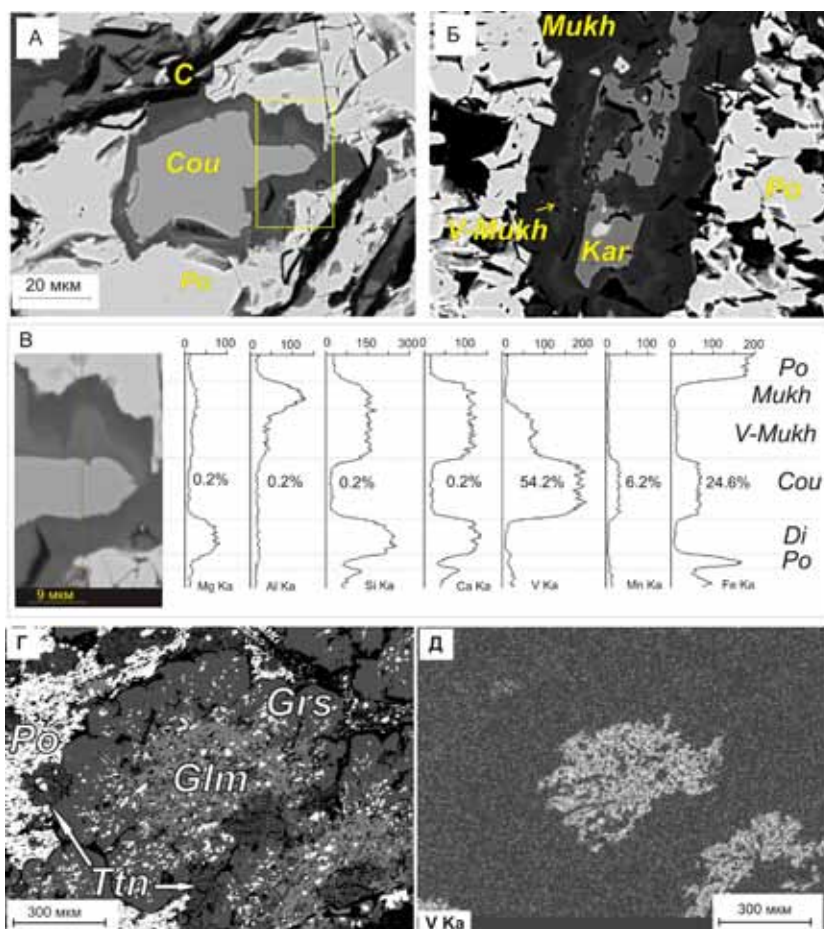 А
C
Cou
Po
20 мкм
Б
Mukh
V-Mukh
Kar
Po
В
9 мкм
0 100
0 100
0 150 3000
0 100
0 100 200
0 100
0 100 200
0.2%
0.2%
0.2%
0.2%
54.2%
6.2%
24.6%
Mg Ka
Al Ka
Si Ka
Ca Ka
V Ka
Mn Ka
Fe Ka
Po
Mukh
V-Mukh
Cou
Di
Po
Г
Po
Grs
Glm
Ttn
300 мкм
Д
V Ka
300 мкм